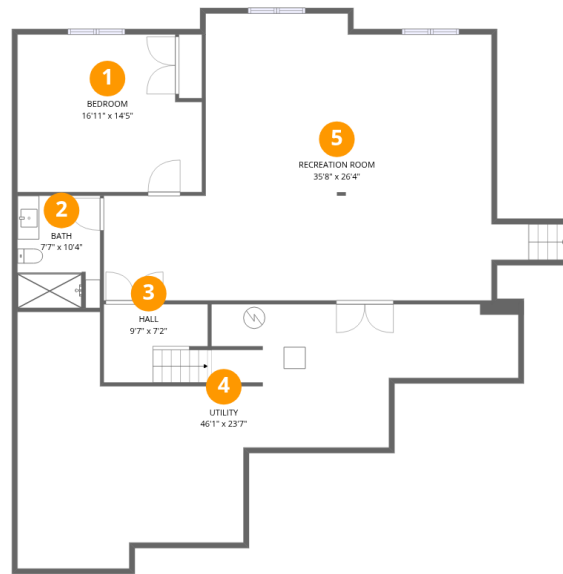 1
BEDROOM
16'11" x 14'5"
5
RECREATION ROOM
35'8" x 26'4"
2
BATH
7'7" x 10'4"
3
HALL
9'7" x 7'2"
4
UTILITY
46'1" x 23'7"